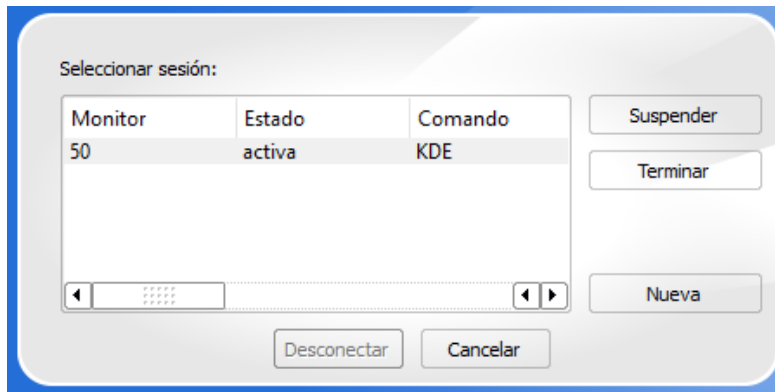 Seleccionar sesión:
Monitor Estado Comando
50 activa KDE
Suspender
Terminar
Nueva
Desconectar Cancelar